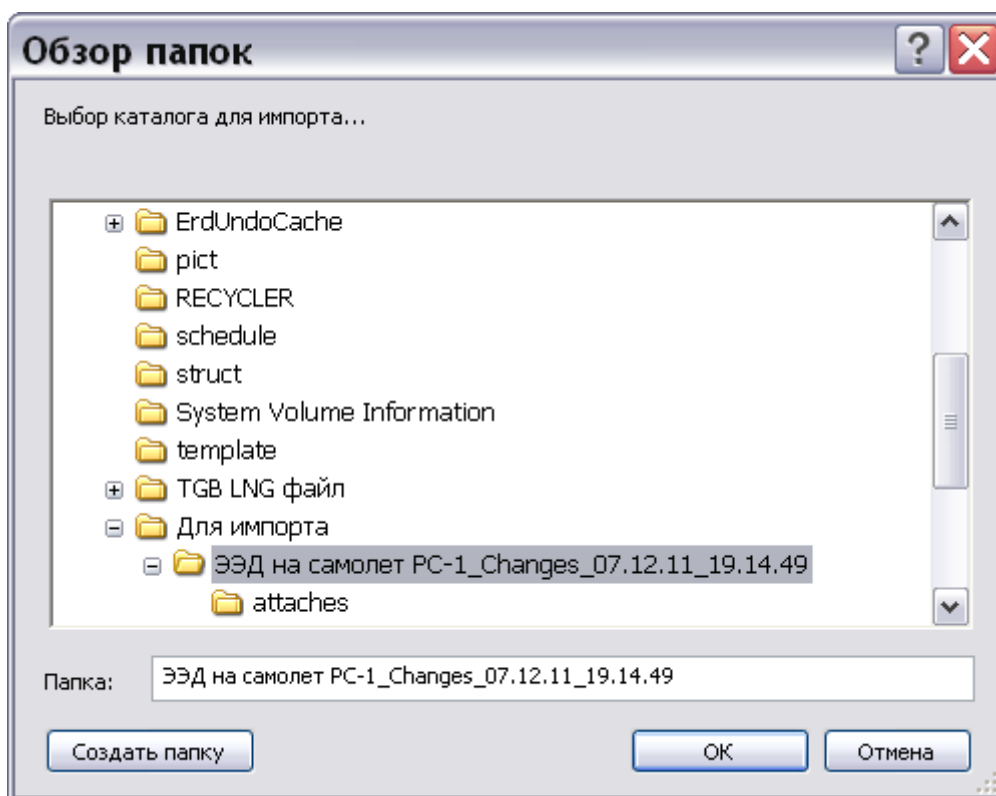 Обзор папок
Выбор каталога для импорта...
ErdUndoCache
pict
RECYCLER
schedule
struct
System Volume Information
template
TGB LNG файл
Для импорта
ЭЭД на самолет РС-1_Changes_07.12.11_19.14.49
attaches
Папка: ЭЭД на самолет РС-1_Changes_07.12.11_19.14.49
Создать папку ОК Отмена